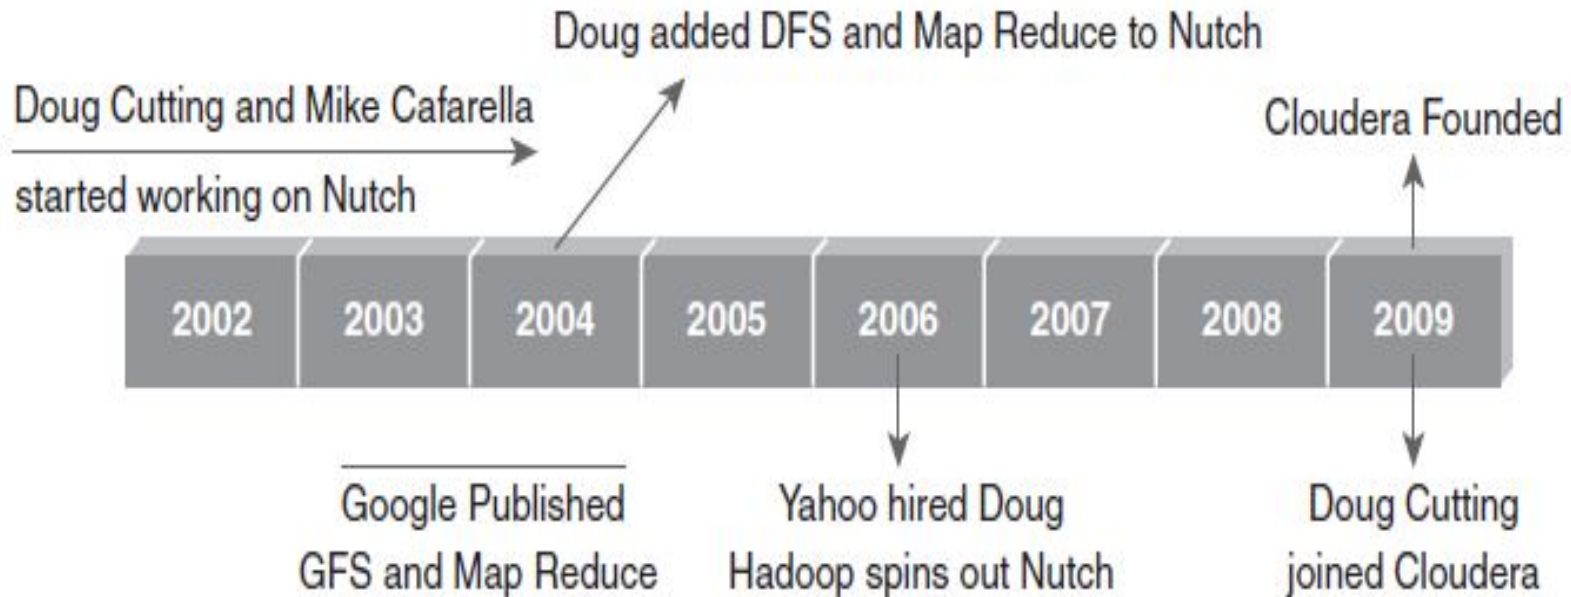 Doug added DFS and Map Reduce to Nutch
Doug Cutting and Mike Cafarella
started working on Nutch
Cloudera Founded
2002 2003 2004 2005 2006 2007 2008 2009
Google Published
GFS and Map Reduce
Yahoo hired Doug
Hadoop spins out Nutch
Doug Cutting
joined Cloudera